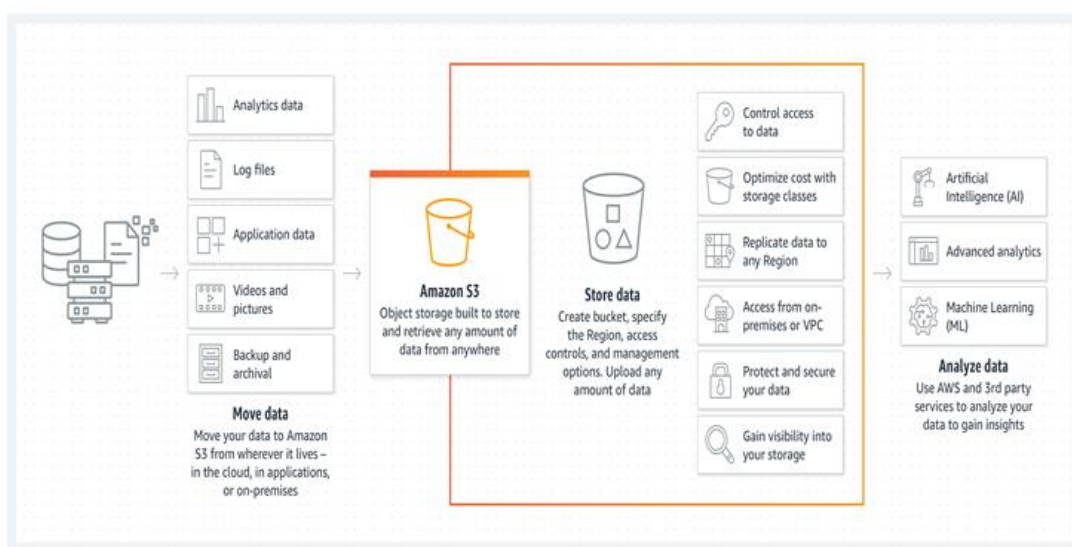 Analytics data
Log files
Application data
Videos and
pictures
Backup and
archival
Move data
Move your data to Amazon
S3 from wherever it lives –
in the cloud, in applications,
or on-premises
Amazon S3
Object storage built to store
and retrieve any amount of
data from anywhere
Store data
Create bucket, specify
the Region, access
controls, and management
options. Upload any
amount of data
Control access
to data
Optimize cost with
storage classes
Replicate data to
any Region
Access from on-
premises or VPC
Protect and secure
your data
Gain visibility into
your storage
Artificial
Intelligence (AI)
Advanced analytics
Machine Learning
(ML)
Analyze data
Use AWS and 3rd party
services to analyze your
data to gain insights